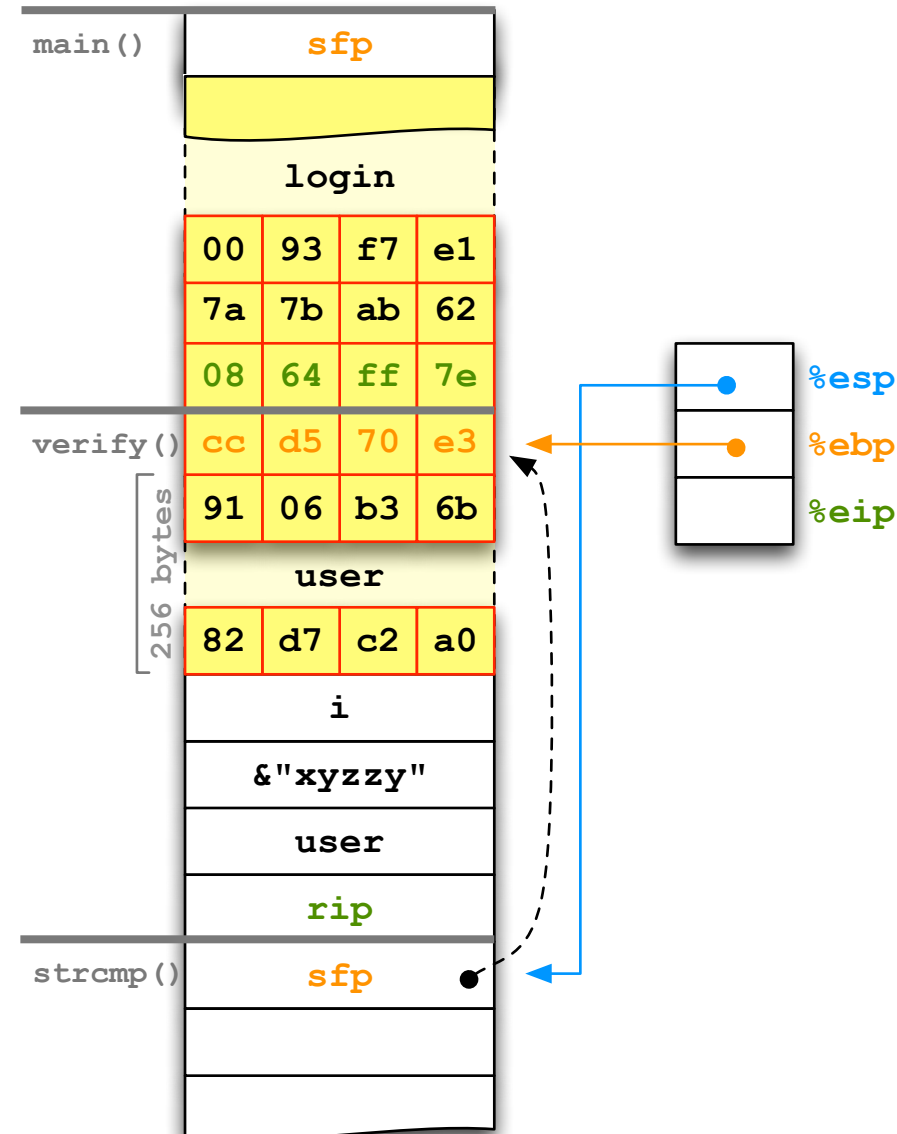 main() sfp
login
00 93 f7 e1
7a 7b ab 62
08 64 ff 7e %esp
verify() cc d5 70 e3 %ebp
91 06 b3 6b %eip
256 bytes
user
82 d7 c2 a0
i
&"xyzzy"
user
rip
strcmp() sfp